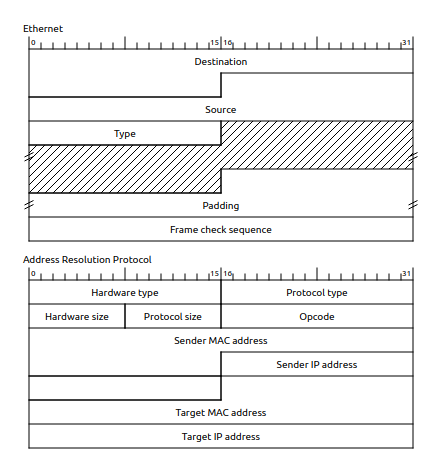 Ethernet
0 15 16 31
Destination
Source
Type
Padding
Frame check sequence
Address Resolution Protocol
0 15 16 31
Hardware type Protocol type
Hardware size Protocol size Opcode
Sender MAC address
Sender IP address
Target MAC address
Target IP address